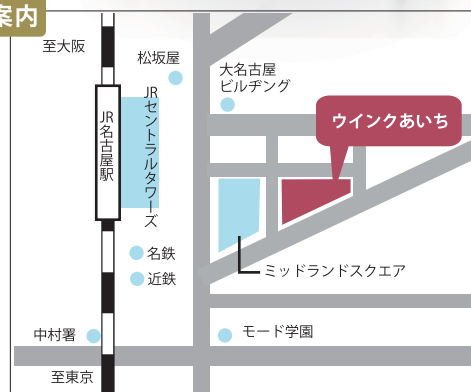 案内
至大阪
松坂屋
大名古屋
ビルヂング
ウインクあいち
JR名古屋駅
JRセントラルタワーズ
名鉄
近鉄
ミッドランドスクエア
中村署
モード学園
至東京